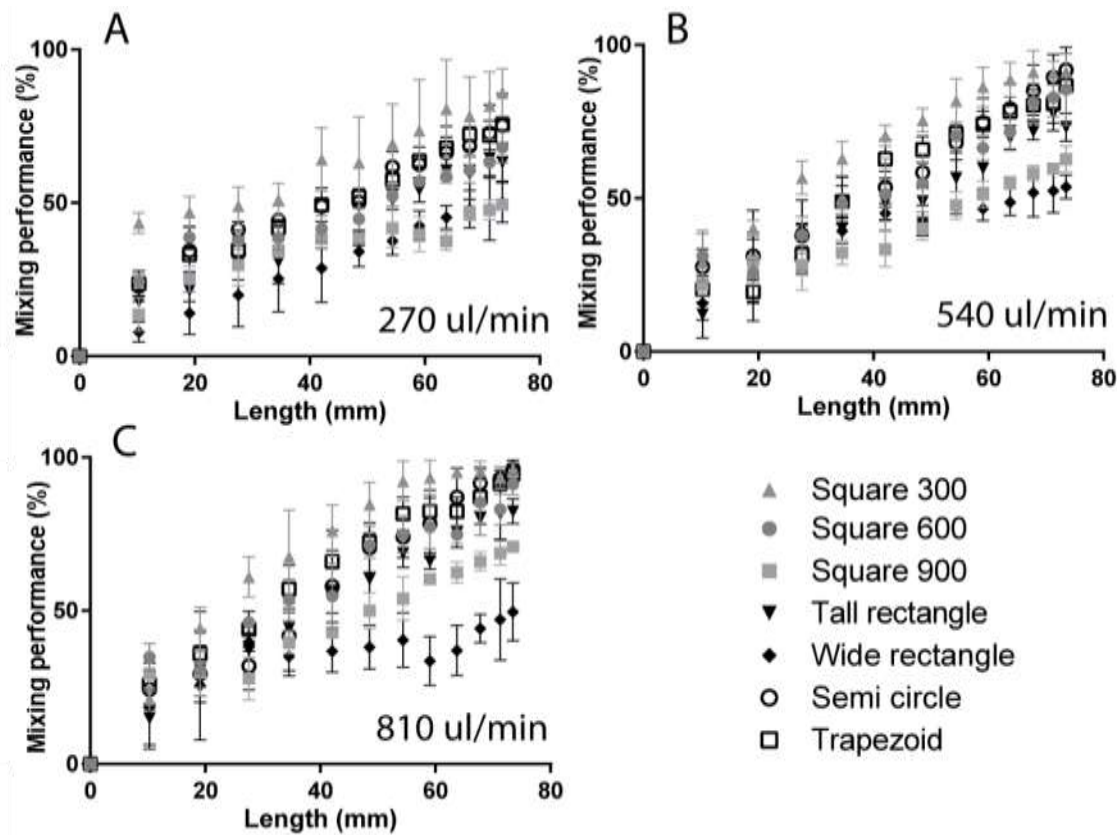 A
Mixing performance (%)
100
50
0
0 20 40 60 80
Length (mm)
270 ul/min
B
Mixing performance (%)
100
50
0
0 20 40 60 80
Length (mm)
540 ul/min
C
Mixing performance (%)
100
50
0
0 20 40 60 80
Length (mm)
810 ul/min
Square 300
Square 600
Square 900
Tall rectangle
Wide rectangle
Semi circle
Trapezoid